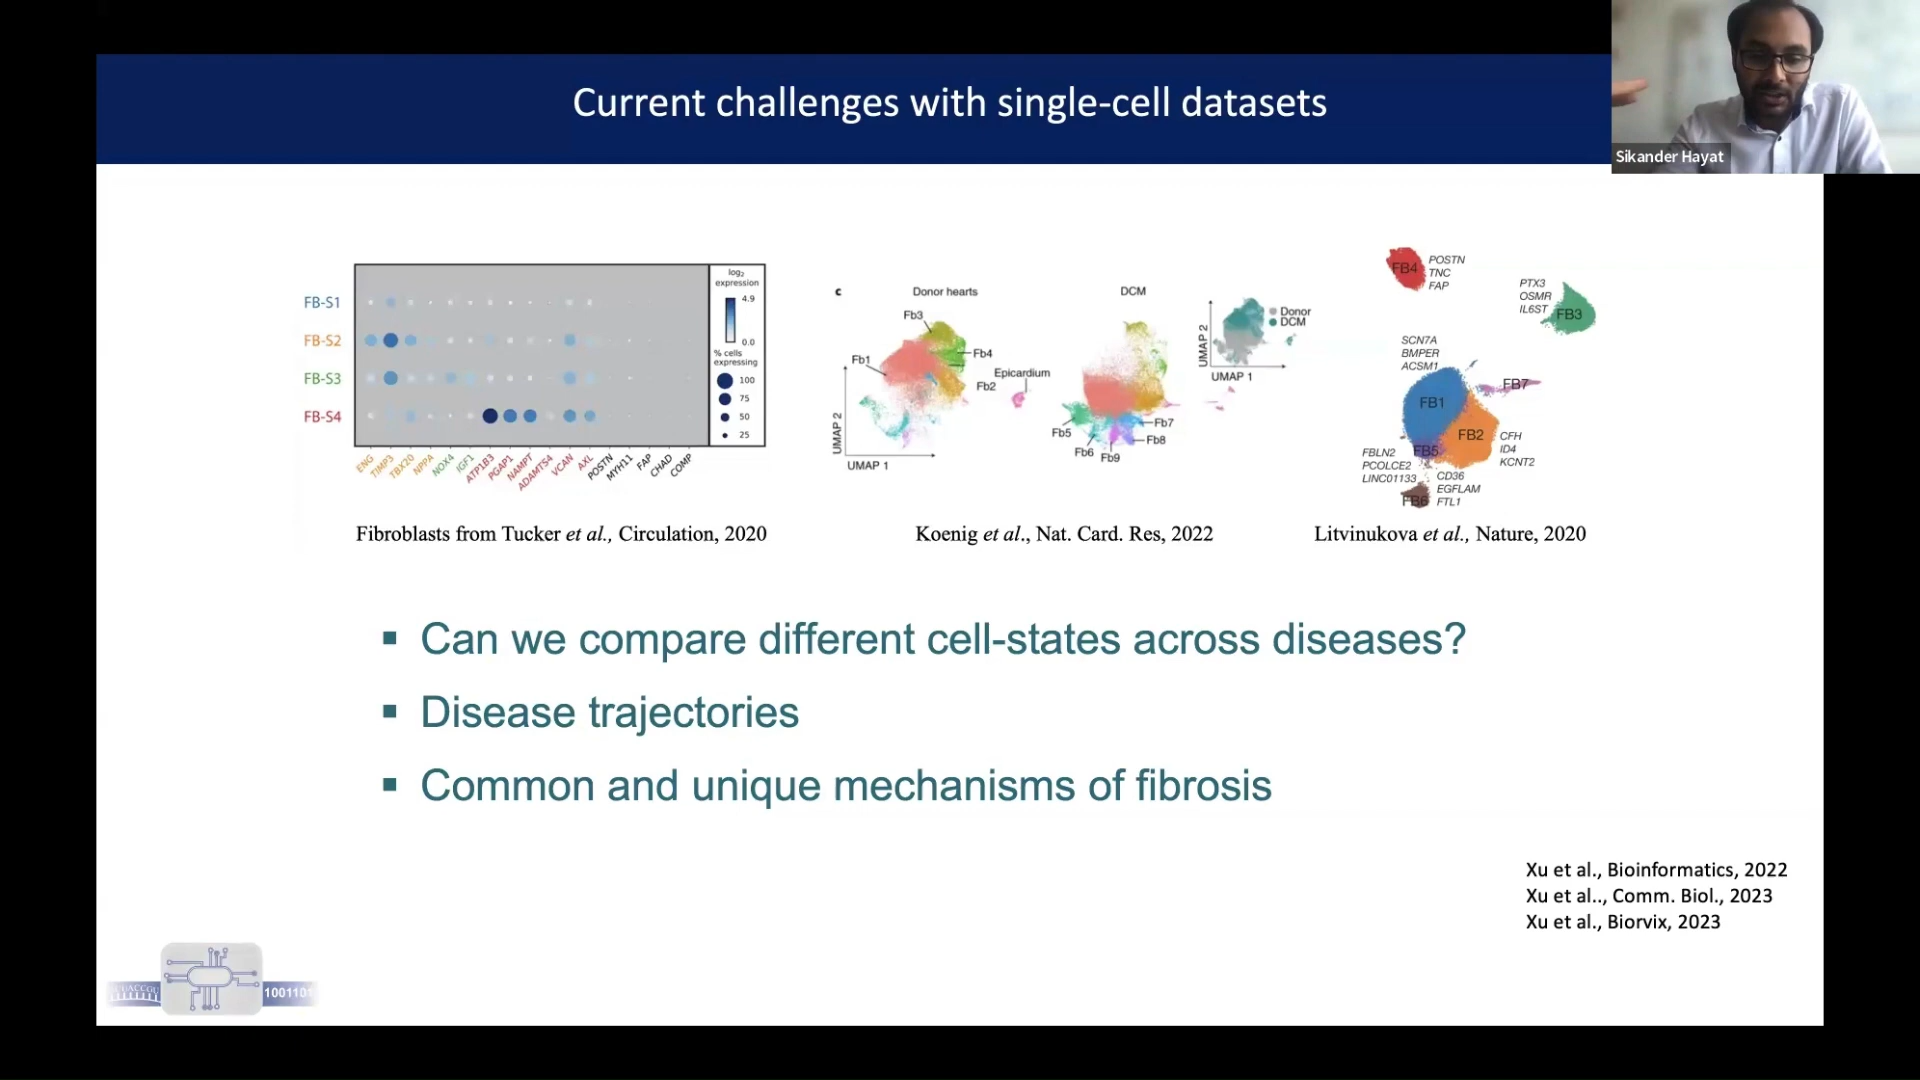 Current challenges with single-cell datasets
Sikander Hayat
FB-S1
FB-S2
FB-S3
FB-S4
log2
expression
4.9
0.0
% cells
expressing
100
75
50
25
ENG TIMP3 TBX20 NPPA NOX4 IGF1 ATP1B3 PGAP1 NAMPT ADAMTS4 VCAN AXL POSTN MYH11 FAP CHAD COMP
Fibroblasts from Tucker et al., Circulation, 2020
c
Donor hearts
DCM
Fb3
Fb1
Fb4
Fb2
Epicardium
UMAP 2
UMAP 1
Fb5
Fb6
Fb9
Fb7
Fb8
Donor
DCM
UMAP 2
UMAP 1
Koenig et al., Nat. Card. Res, 2022
FB4
POSTN
TNC
FAP
PTX3
OSMR
IL6ST
FB3
SCN7A
BMPER
ACSM1
FB1
FB7
FB2
CFH
ID4
KCNT2
FB5
FBLN2
PCOLCE2
LINC01133
CD36
EGFLAM
FTL1
FB6
Litvinukova et al., Nature, 2020
▪ Can we compare different cell-states across diseases?
▪ Disease trajectories
▪ Common and unique mechanisms of fibrosis
Xu et al., Bioinformatics, 2022
Xu et al.., Comm. Biol., 2023
Xu et al., Biorvix, 2023